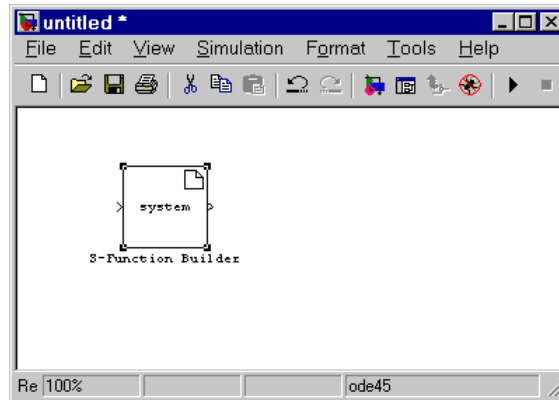 untitled *
File Edit View Simulation Format Tools Help
system
S-Function Builder
Re 100% ode45